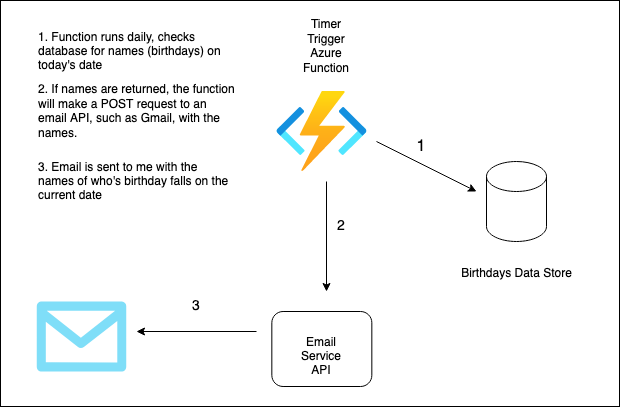 1. Function runs daily, checks
database for names (birthdays) on
today's date
2. If names are returned, the function
will make a POST request to an
email API, such as Gmail, with the
names.
3. Email is sent to me with the
names of who's birthday falls on the
current date
Timer
Trigger
Azure
Function
1
Birthdays Data Store
2
3
Email
Service
API